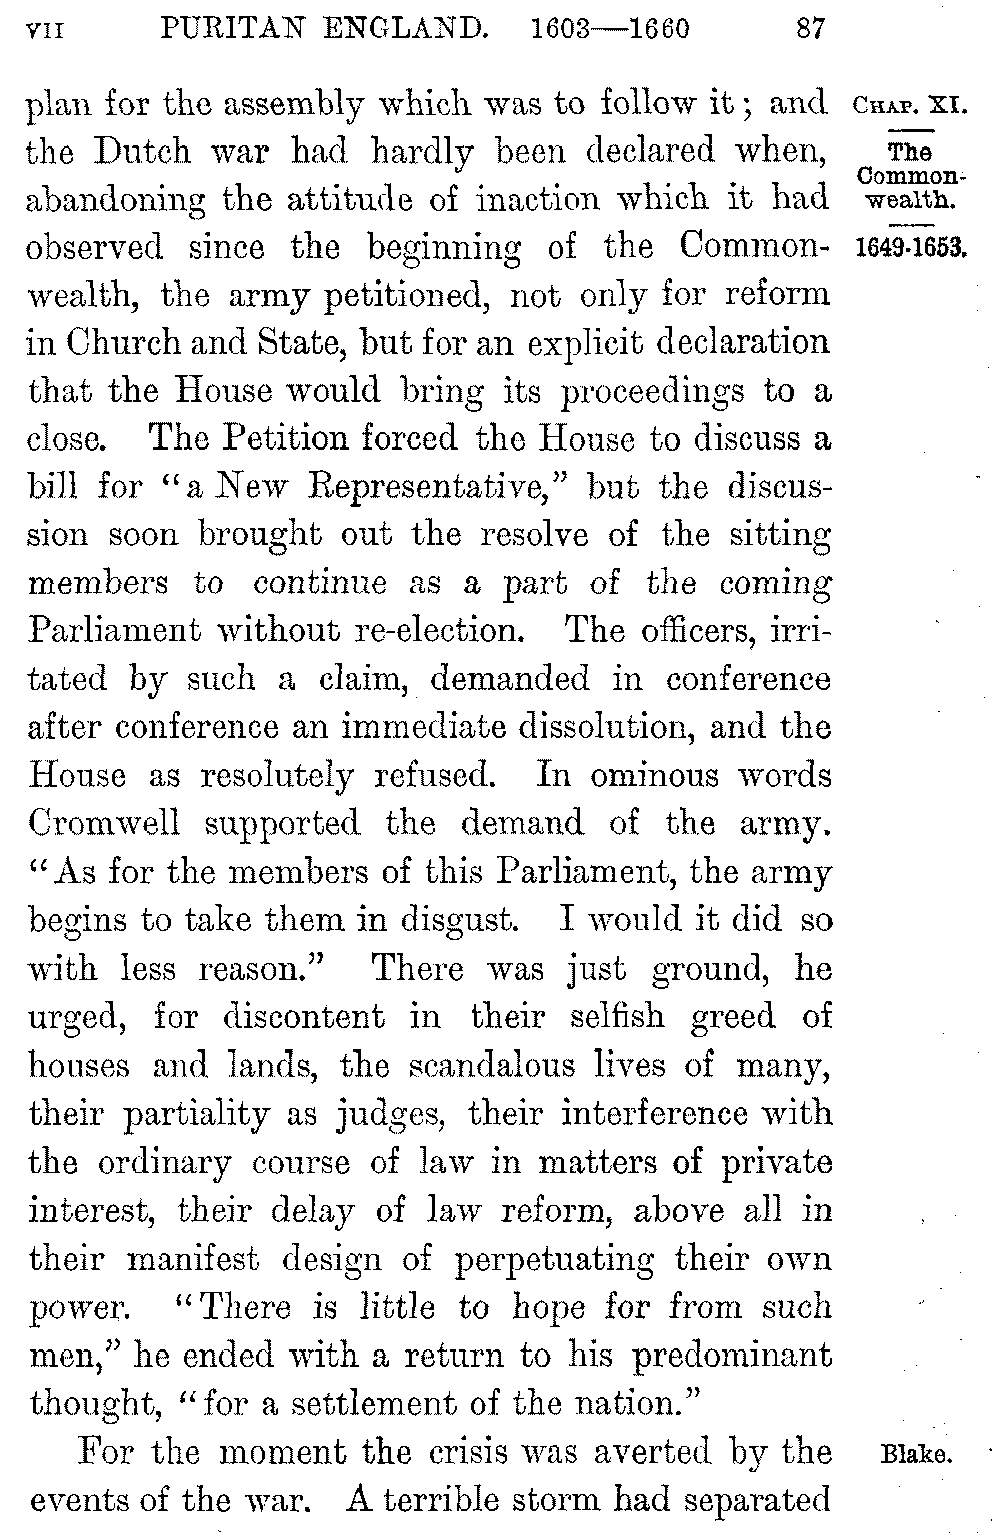 VII PURITAN ENGLAND. 1603—1660 87
plan for the assembly which was to follow it; and
the Dutch war had hardly been declared when,
abandoning the attitude of inaction which it had
observed since the beginning of the Common-
wealth, the army petitioned, not only for reform
in Church and State, but for an explicit declaration
that the House would bring its proceedings to a
close. The Petition forced the House to discuss a
bill for "a New Representative," but the discus-
sion soon brought out the resolve of the sitting
members to continue as a part of the coming
Parliament without re-election. The officers, irri-
tated by such a claim, demanded in conference
after conference an immediate dissolution, and the
House as resolutely refused. In ominous words
Cromwell supported the demand of the army.
"As for the members of this Parliament, the army
begins to take them in disgust. I would it did so
with less reason." There was just ground, he
urged, for discontent in their selfish greed of
houses and lands, the scandalous lives of many,
their partiality as judges, their interference with
the ordinary course of law in matters of private
interest, their delay of law reform, above all in
their manifest design of perpetuating their own
power. "There is little to hope for from such
men," he ended with a return to his predominant
thought, "for a settlement of the nation."
For the moment the crisis was averted by the
events of the war. A terrible storm had separated
CHAP. XI.
The
Common-
wealth.
1649-1653.
Blake.